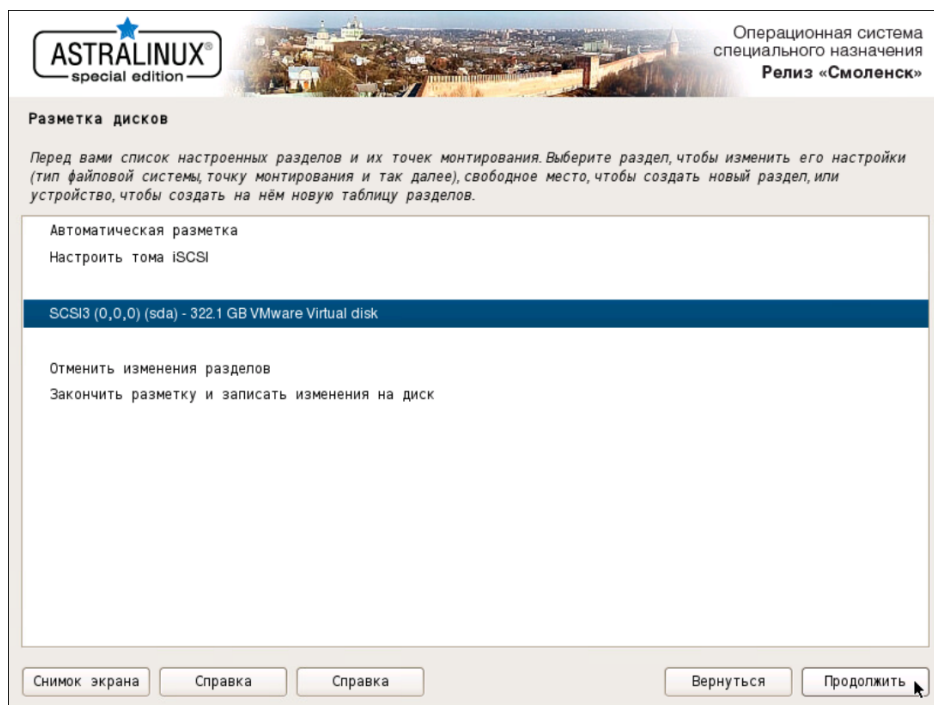 ASTRALINUX®
special edition
Операционная система
специального назначения
Релиз «Смоленск»
Разметка дисков
Перед вами список настроенных разделов и их точек монтирования. Выберите раздел, чтобы изменить его настройки
(тип файловой системы, точку монтирования и так далее), свободное место, чтобы создать новый раздел, или
устройство, чтобы создать на нём новую таблицу разделов.
Автоматическая разметка
Настроить тома iSCSI
SCSI3 (0,0,0) (sda) - 322.1 GB VMware Virtual disk
Отменить изменения разделов
Закончить разметку и записать изменения на диск
Снимок экрана Справка Справка Вернуться Продолжить